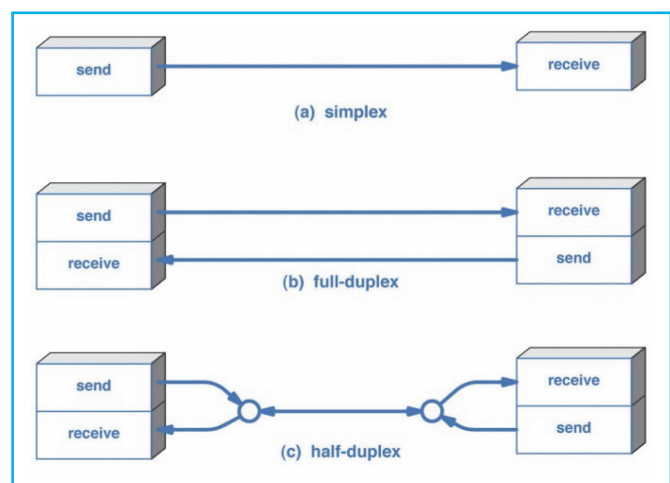 send receive
(a) simplex
send receive
receive send
(b) full-duplex
send receive
receive send
(c) half-duplex